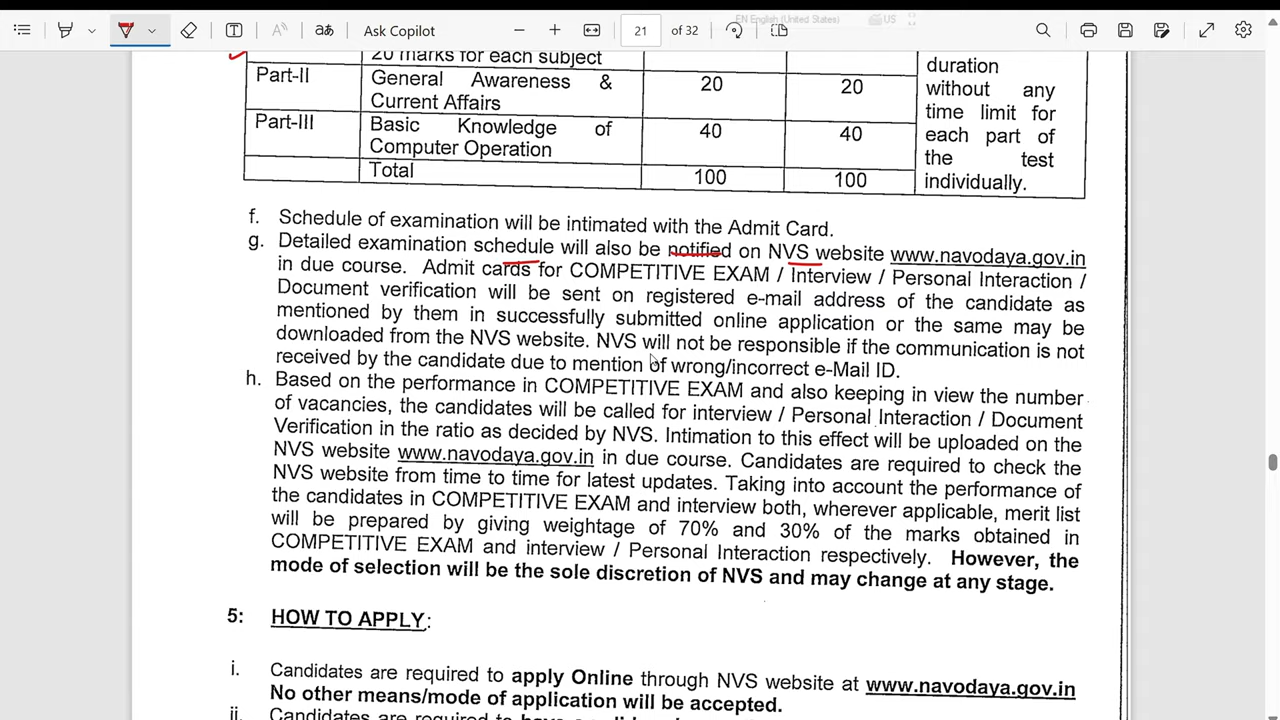 EN English (United States) US
Ask Copilot
21 of 32
20 marks for each subject
duration
Part-II General Awareness & 20 20 without any
Current Affairs time limit for
Part-III Basic Knowledge of 40 40 each part of
Computer Operation the test
Total 100 100 individually.
f. Schedule of examination will be intimated with the Admit Card.
g. Detailed examination schedule will also be notified on NVS website www.navodaya.gov.in
in due course. Admit cards for COMPETITIVE EXAM / Interview / Personal Interaction /
Document verification will be sent on registered e-mail address of the candidate as
mentioned by them in successfully submitted online application or the same may be
downloaded from the NVS website. NVS will not be responsible if the communication is not
received by the candidate due to mention of wrong/incorrect e-Mail ID.
h. Based on the performance in COMPETITIVE EXAM and also keeping in view the number
of vacancies, the candidates will be called for interview / Personal Interaction / Document
Verification in the ratio as decided by NVS. Intimation to this effect will be uploaded on the
NVS website www.navodaya.gov.in in due course. Candidates are required to check the
NVS website from time to time for latest updates. Taking into account the performance of
the candidates in COMPETITIVE EXAM and interview both, wherever applicable, merit list
will be prepared by giving weightage of 70% and 30% of the marks obtained in
COMPETITIVE EXAM and interview / Personal Interaction respectively. However, the
mode of selection will be the sole discretion of NVS and may change at any stage.
5: HOW TO APPLY:
i. Candidates are required to apply Online through NVS website at www.navodaya.gov.in
No other means/mode of application will be accepted.
ii. Candidates are required to have a